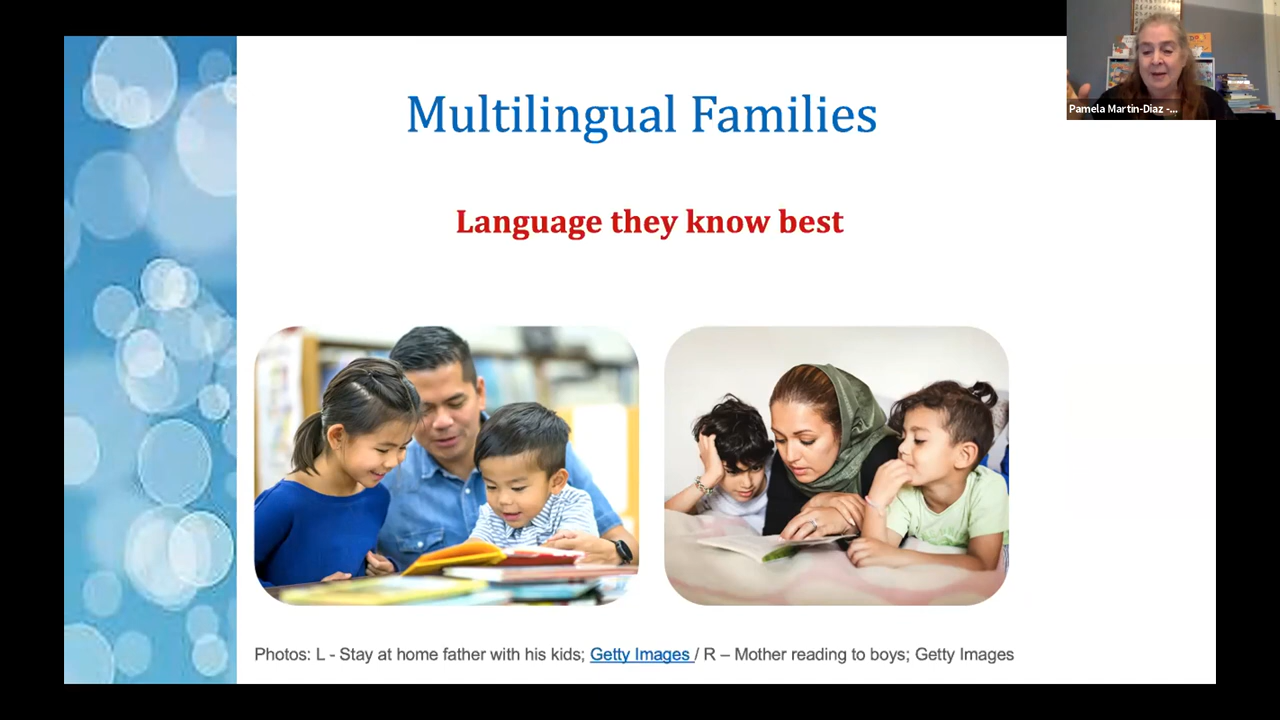 Multilingual Families
Pamela Martin-Diaz -...
Language they know best
Photos: L - Stay at home father with his kids; Getty Images / R – Mother reading to boys; Getty Images